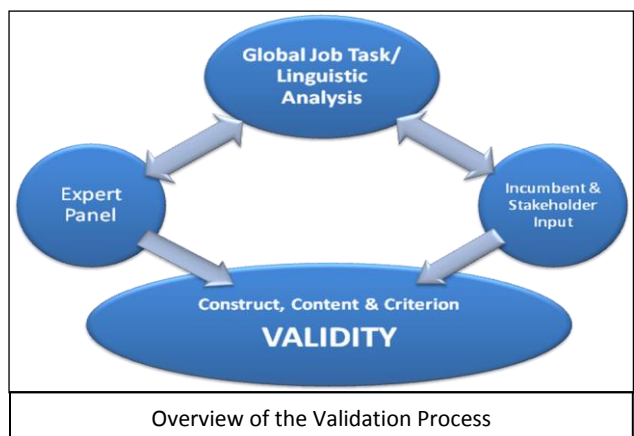 Global Job Task/
Linguistic
Analysis
Expert
Panel
Incumbent &
Stakeholder
Input
Construct, Content & Criterion
VALIDITY
Overview of the Validation Process